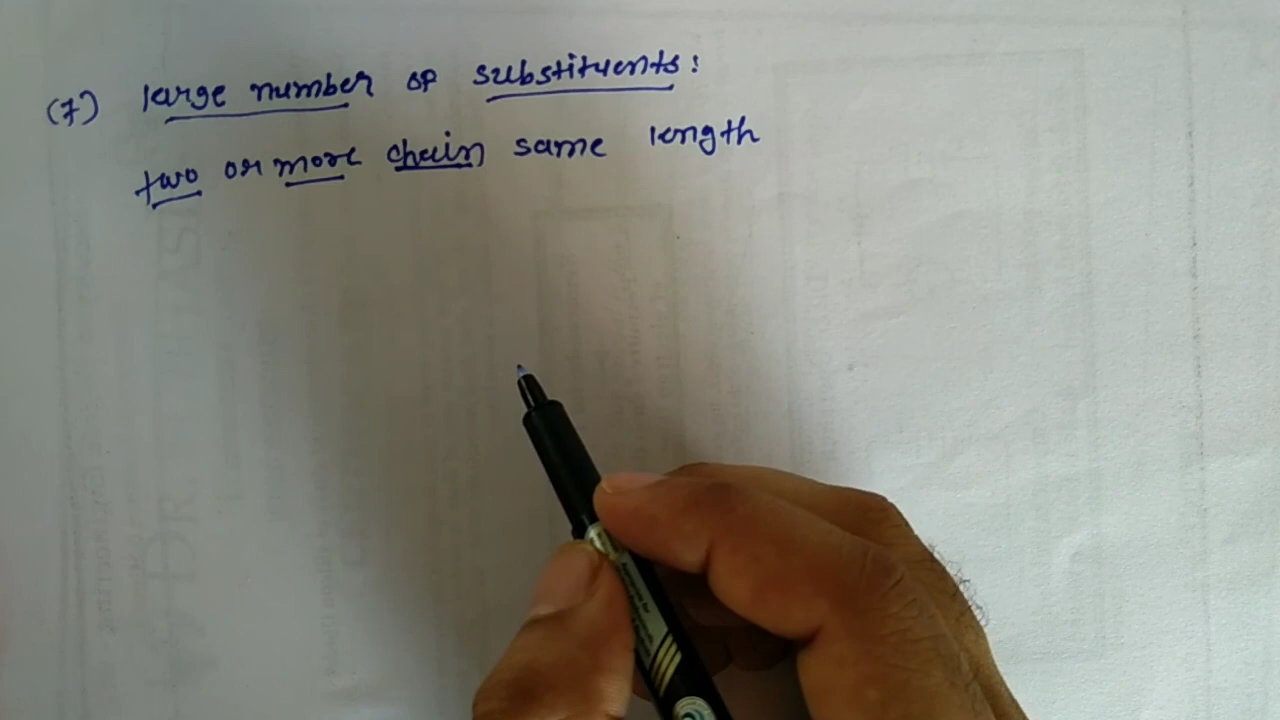 (7) large number of substituents:
two or more chain same length